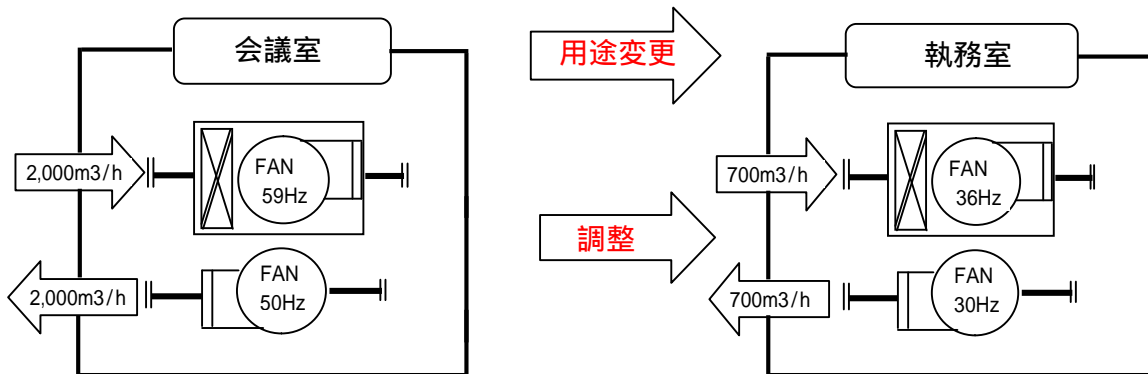 会議室
用途変更
執務室
2,000m3/h
FAN
59Hz
700m3/h
FAN
36Hz
調整
2,000m3/h
FAN
50Hz
700m3/h
FAN
30Hz